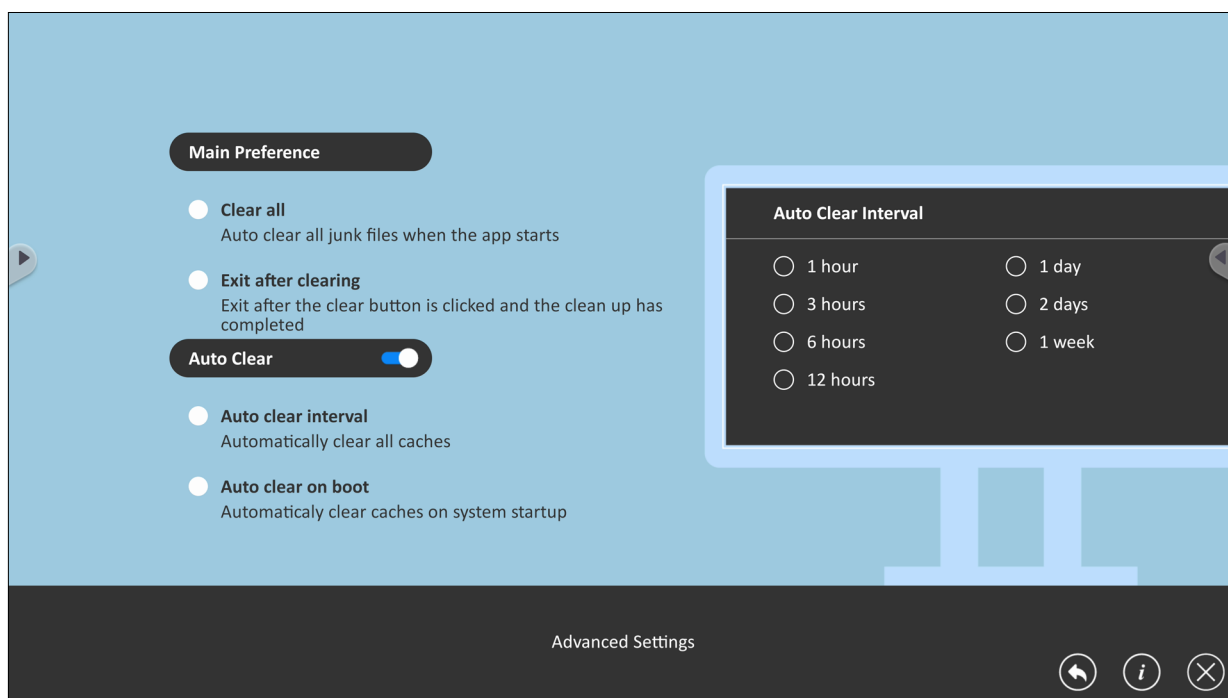 Main Preference
Clear all
Auto clear all junk files when the app starts
Exit after clearing
Exit after the clear button is clicked and the clean up has
completed
Auto Clear
Auto clear interval
Automatically clear all caches
Auto clear on boot
Automaticaly clear caches on system startup
Auto Clear Interval
1 hour
1 day
3 hours
2 days
6 hours
1 week
12 hours
Advanced Settings
i